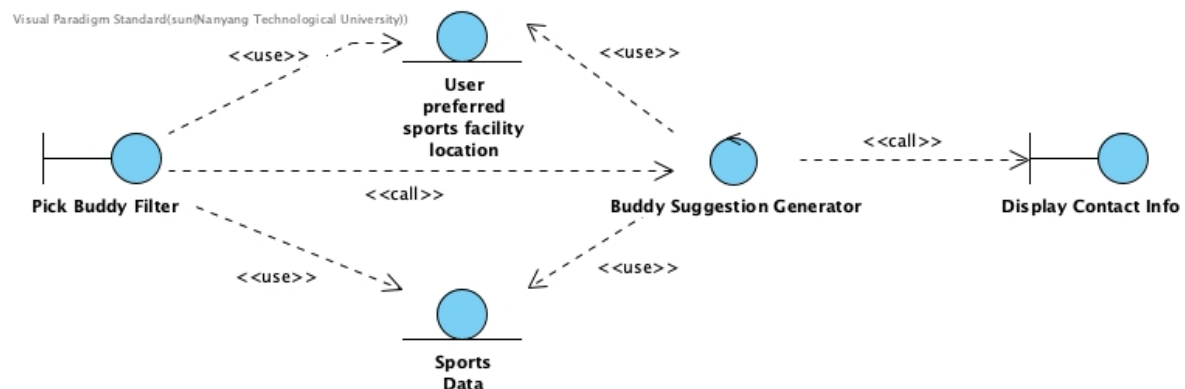 Visual Paradigm Standard(sun(Nanyang Technological University))
<<use>>
<<use>>
User
preferred
sports facility
location
<<call>>
<<call>>
Pick Buddy Filter
Buddy Suggestion Generator
Display Contact Info
<<use>>
<<use>>
Sports
Data